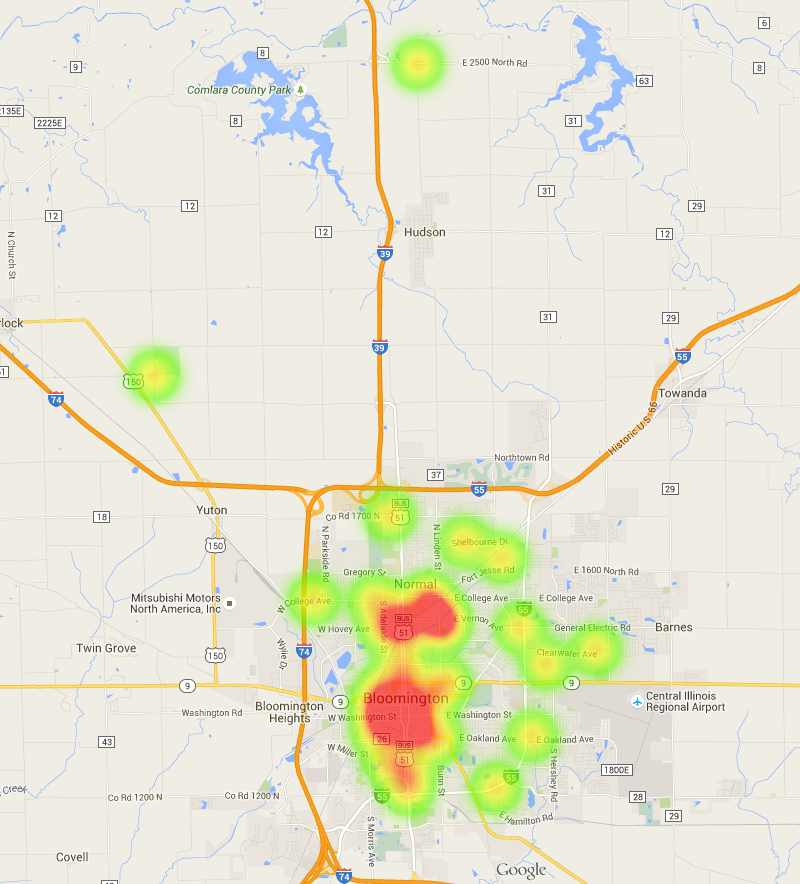 6
8
E 2500 North Rd
9
8
63
Comlara County Park
2135E
2225E
8
31
31
12
29
12
12
Hudson
12
N Church St
39
31
29
lock
39
55
150
74
Towanda
Historic U.S. 66
Northtown Rd
37
55
29
BUS
51
Yuton
18
Co Rd 1700 N
N Parkside Rd
N Linden St
Shelbourne Dr
150
Fort Jesse Rd
Gregory St
Normal
E 1600 North Rd
Mitsubishi Motors
North America, Inc
W College Ave
S Adelaide St
E College Ave
E College Ave
55
BUS
51
E Vernon Ave
General Electric Rd
Barnes
W Hovey Ave
Wylie Dr
Twin Grove
150
74
Clearwater Ave
9
9
9
9
Bloomington
Central Illinois
Regional Airport
Washington Rd
Bloomington
Heights
W Washington St
E Washington St
43
26
E Oakland Ave
E Oakland Ave
W Miller St
BUS
51
S Hershey Rd
1800E
Bunn St
55
Creek
Co Rd 1200 N
Co Rd 1200 N
55
28
29
E Hamilton Rd
S Morris Ave
Covell
74
Google